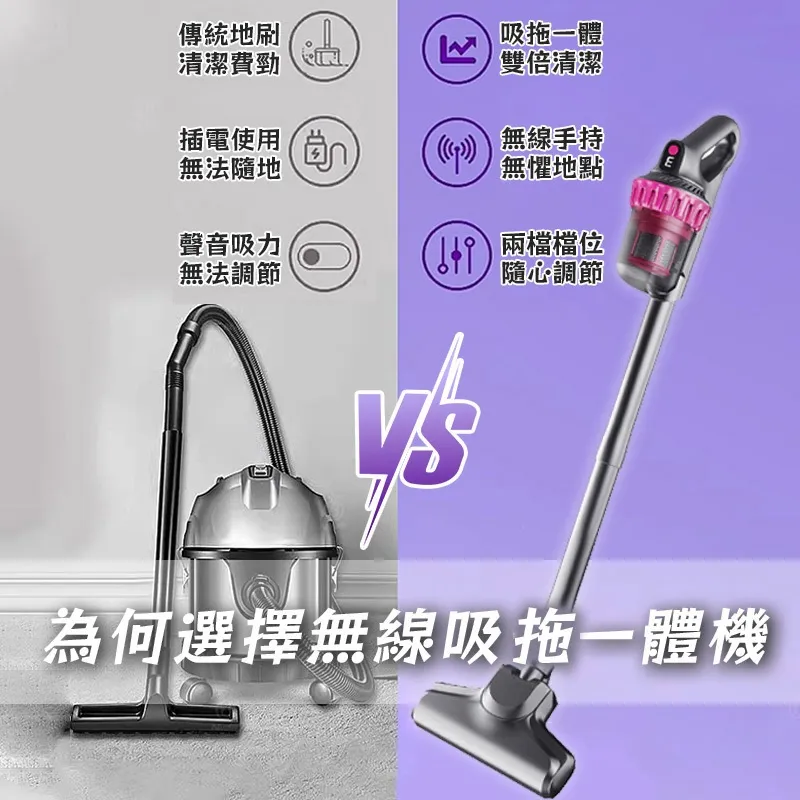 傳統地刷
清潔費勁
插電使用
無法隨地
聲音吸力
無法調節
吸拖一體
雙倍清潔
無線手持
無懼地點
兩檔檔位
隨心調節
E
VS
為何選擇無線吸拖一體機